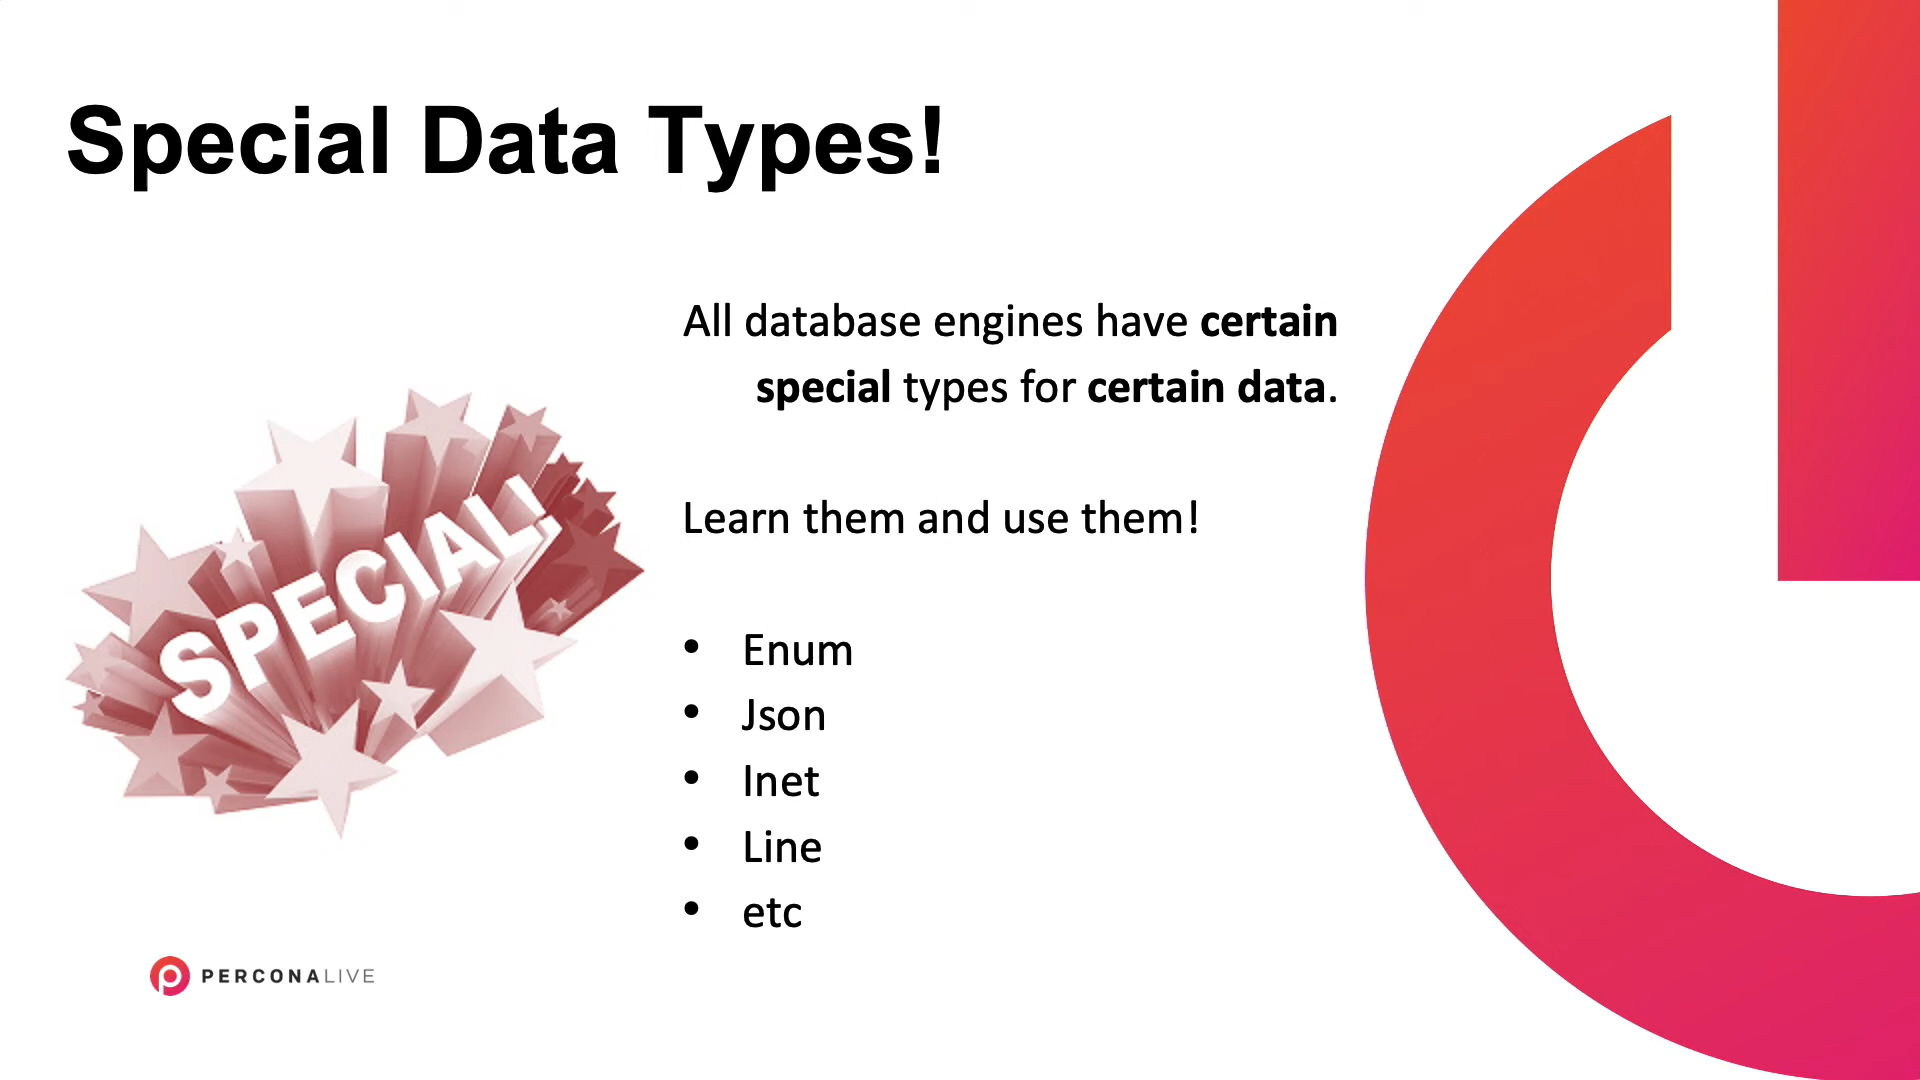 Special Data Types!
All database engines have certain
special types for certain data.
Learn them and use them!
SPECIAL!
• Enum
• Json
• Inet
• Line
• etc
PERCONALIVE